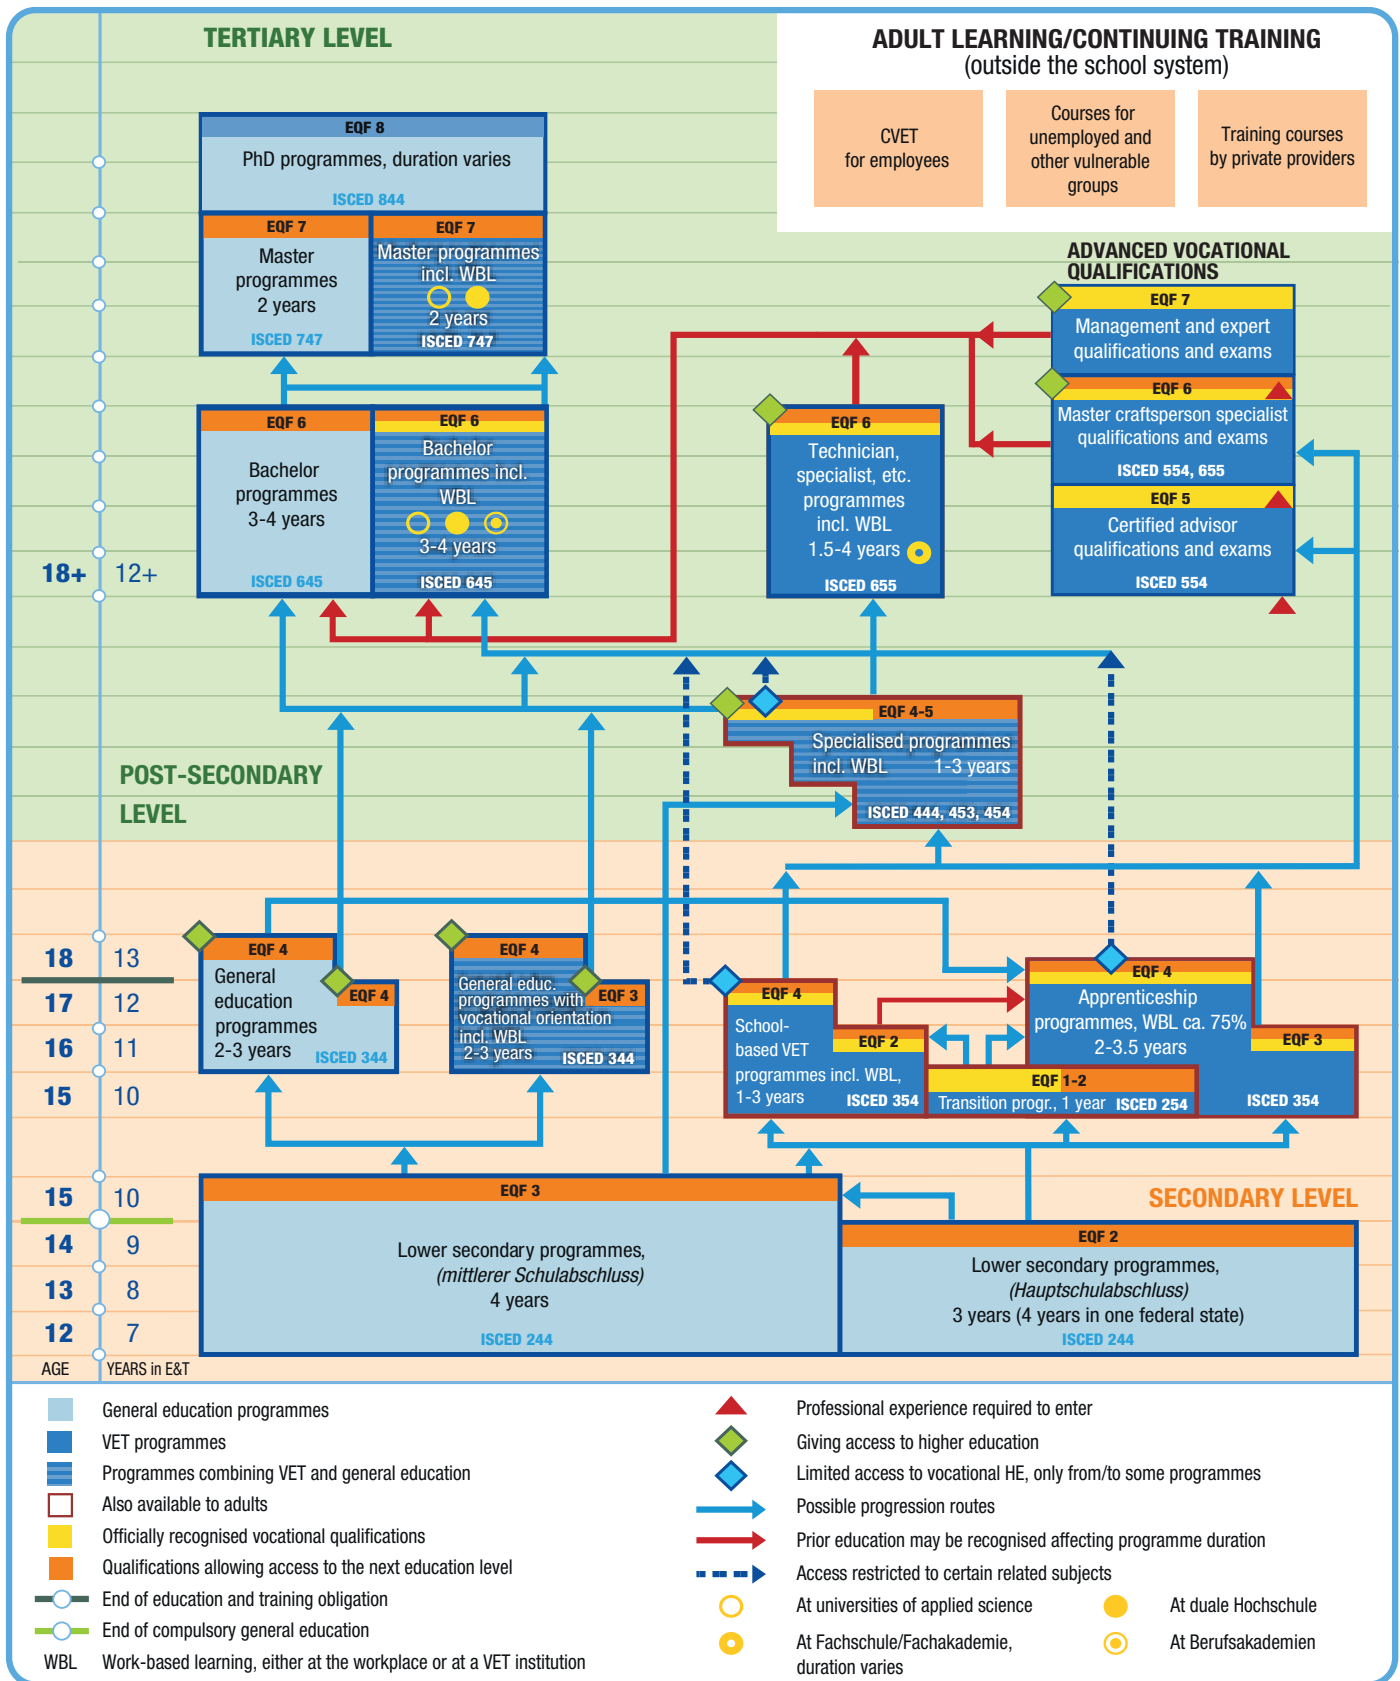 TERTIARY LEVEL
ADULT LEARNING/CONTINUING TRAINING
(outside the school system)
CVET
for employees
Courses for
unemployed and
other vulnerable
groups
Training courses
by private providers
EQF 8
PhD programmes, duration varies
ISCED 844
EQF 7
Master
programmes
2 years
ISCED 747
EQF 7
Master programmes
incl. WBL
2 years
ISCED 747
ADVANCED VOCATIONAL
QUALIFICATIONS
EQF 7
Management and expert
qualifications and exams
EQF 6
Master craftsperson specialist
qualifications and exams
ISCED 554, 655
EQF 5
Certified advisor
qualifications and exams
ISCED 554
EQF 6
Bachelor
programmes
3-4 years
ISCED 645
EQF 6
Bachelor
programmes incl.
WBL
3-4 years
ISCED 645
EQF 6
Technician,
specialist, etc.
programmes
incl. WBL
1.5-4 years
ISCED 655
18+ 12+
EQF 4-5
Specialised programmes
incl. WBL 1-3 years
ISCED 444, 453, 454
POST-SECONDARY
LEVEL
18 13
17 12
16 11
15 10
EQF 4
General
education
programmes
2-3 years
ISCED 344
EQF 4
EQF 4
General educ.
programmes with
vocational orientation
incl. WBL
2-3 years
ISCED 344
EQF 3
EQF 4
School-
based VET
programmes incl. WBL,
1-3 years
ISCED 354
EQF 2
EQF 4
Apprenticeship
programmes, WBL ca. 75%
2-3.5 years
EQF 3
ISCED 354
EQF 1-2
Transition progr., 1 year ISCED 254
SECONDARY LEVEL
15 10
14 9
13 8
12 7
AGE YEARS in E&T
EQF 3
Lower secondary programmes,
(mittlerer Schulabschluss)
4 years
ISCED 244
EQF 2
Lower secondary programmes,
(Hauptschulabschluss)
3 years (4 years in one federal state)
ISCED 244
General education programmes
VET programmes
Programmes combining VET and general education
Also available to adults
Officially recognised vocational qualifications
Qualifications allowing access to the next education level
End of education and training obligation
End of compulsory general education
WBL Work-based learning, either at the workplace or at a VET institution
Professional experience required to enter
Giving access to higher education
Limited access to vocational HE, only from/to some programmes
Possible progression routes
Prior education may be recognised affecting programme duration
Access restricted to certain related subjects
At universities of applied science
At duale Hochschule
At Fachschule/Fachakademie,
duration varies
At Berufsakademien